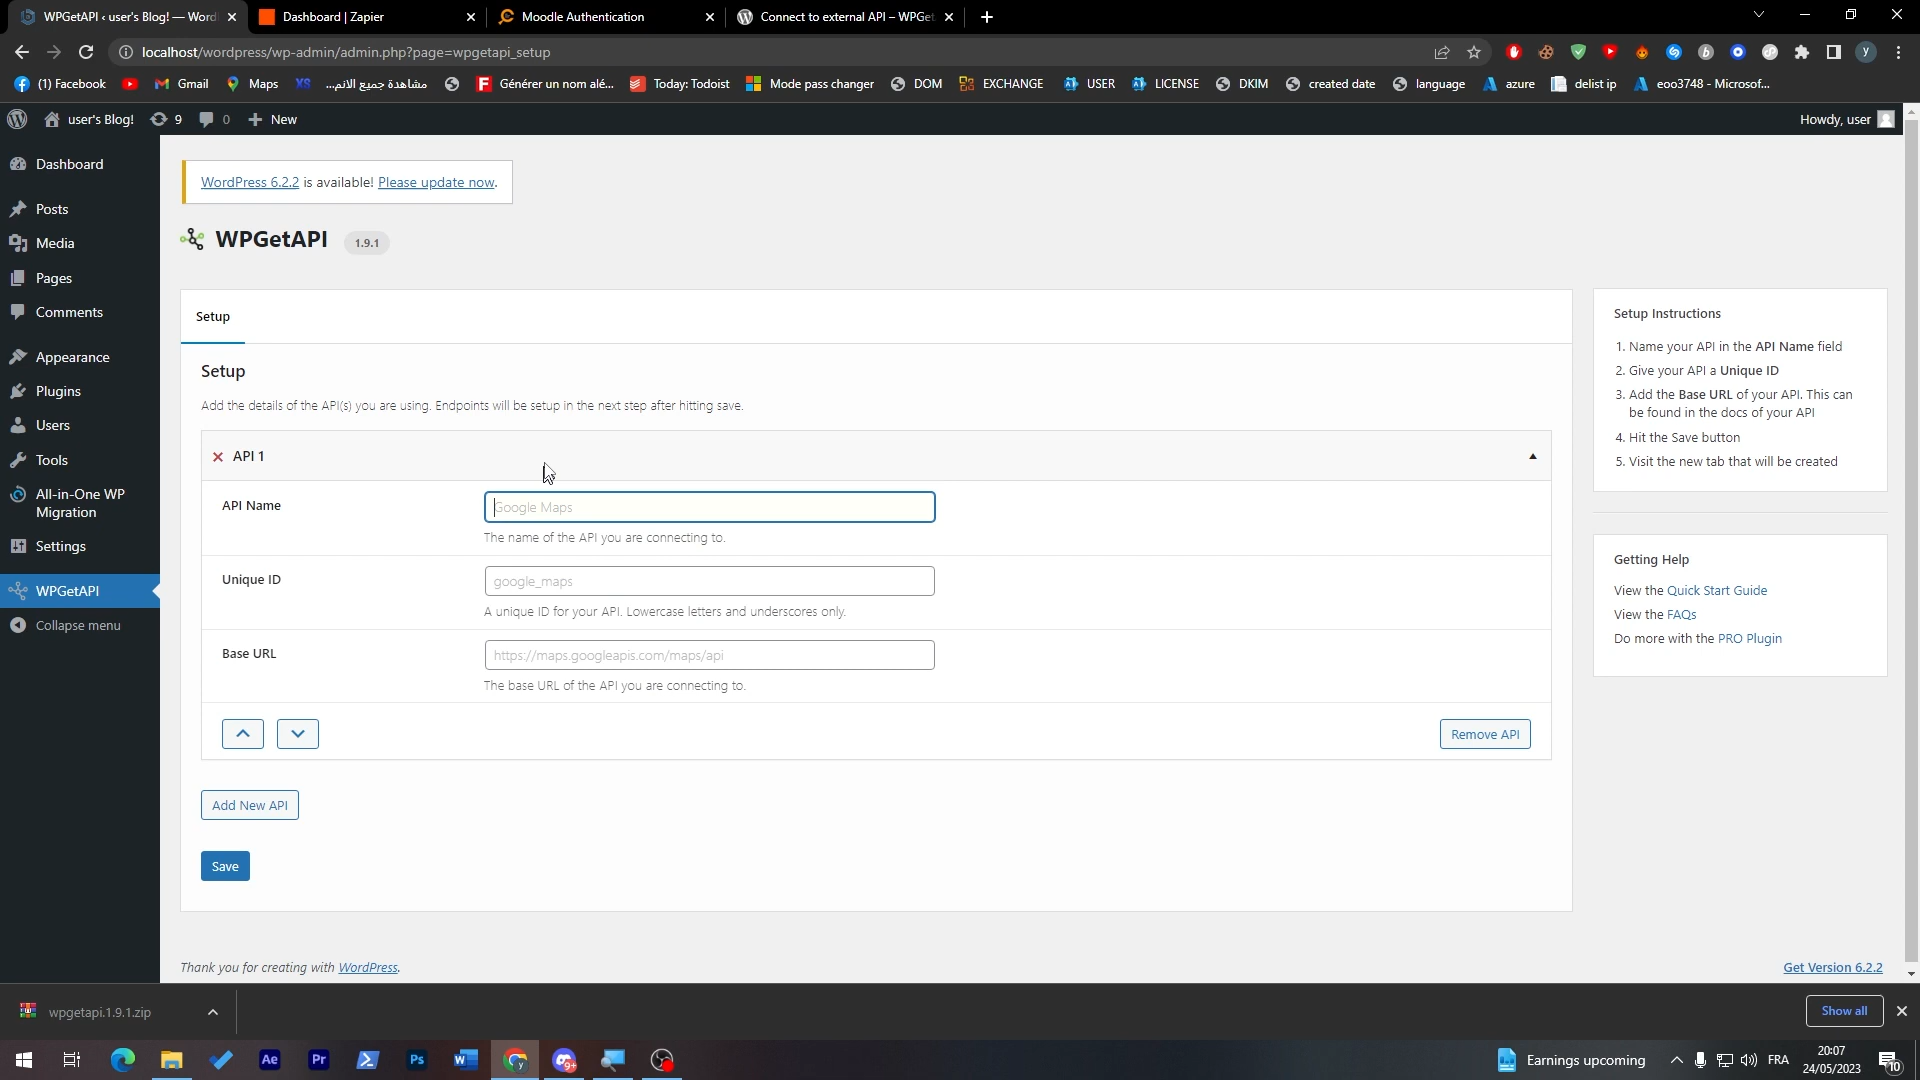 WPGetAPI ‹ user's Blog! — Word
Dashboard | Zapier
Moodle Authentication
Connect to external API – WPGet
localhost/wordpress/wp-admin/admin.php?page=wpgetapi_setup
y
(1) Facebook
Gmail
Maps
XS
مشاهدة جميع الانم...
Générer un nom alé...
Today: Todoist
Mode pass changer
DOM
EXCHANGE
USER
LICENSE
DKIM
created date
language
azure
delist ip
eoo3748 - Microsof...
user's Blog!
9
0
New
Howdy, user
Dashboard
Posts
Media
Pages
Comments
Appearance
Plugins
Users
Tools
All-in-One WP
Migration
Settings
WPGetAPI
Collapse menu
WordPress 6.2.2 is available! Please update now.
WPGetAPI 1.9.1
Setup
Setup
Add the details of the API(s) you are using. Endpoints will be setup in the next step after hitting save.
API 1
API Name
Google Maps
The name of the API you are connecting to.
Unique ID
google_maps
A unique ID for your API. Lowercase letters and underscores only.
Base URL
https://maps.googleapis.com/maps/api
The base URL of the API you are connecting to.
Remove API
Add New API
Save
Setup Instructions
1. Name your API in the API Name field
2. Give your API a Unique ID
3. Add the Base URL of your API. This can
be found in the docs of your API
4. Hit the Save button
5. Visit the new tab that will be created
Getting Help
View the Quick Start Guide
View the FAQs
Do more with the PRO Plugin
Thank you for creating with WordPress.
Get Version 6.2.2
wpgetapi.1.9.1.zip
Show all
Ae
Pr
Ps
Earnings upcoming
FRA
20:07
24/05/2023
10